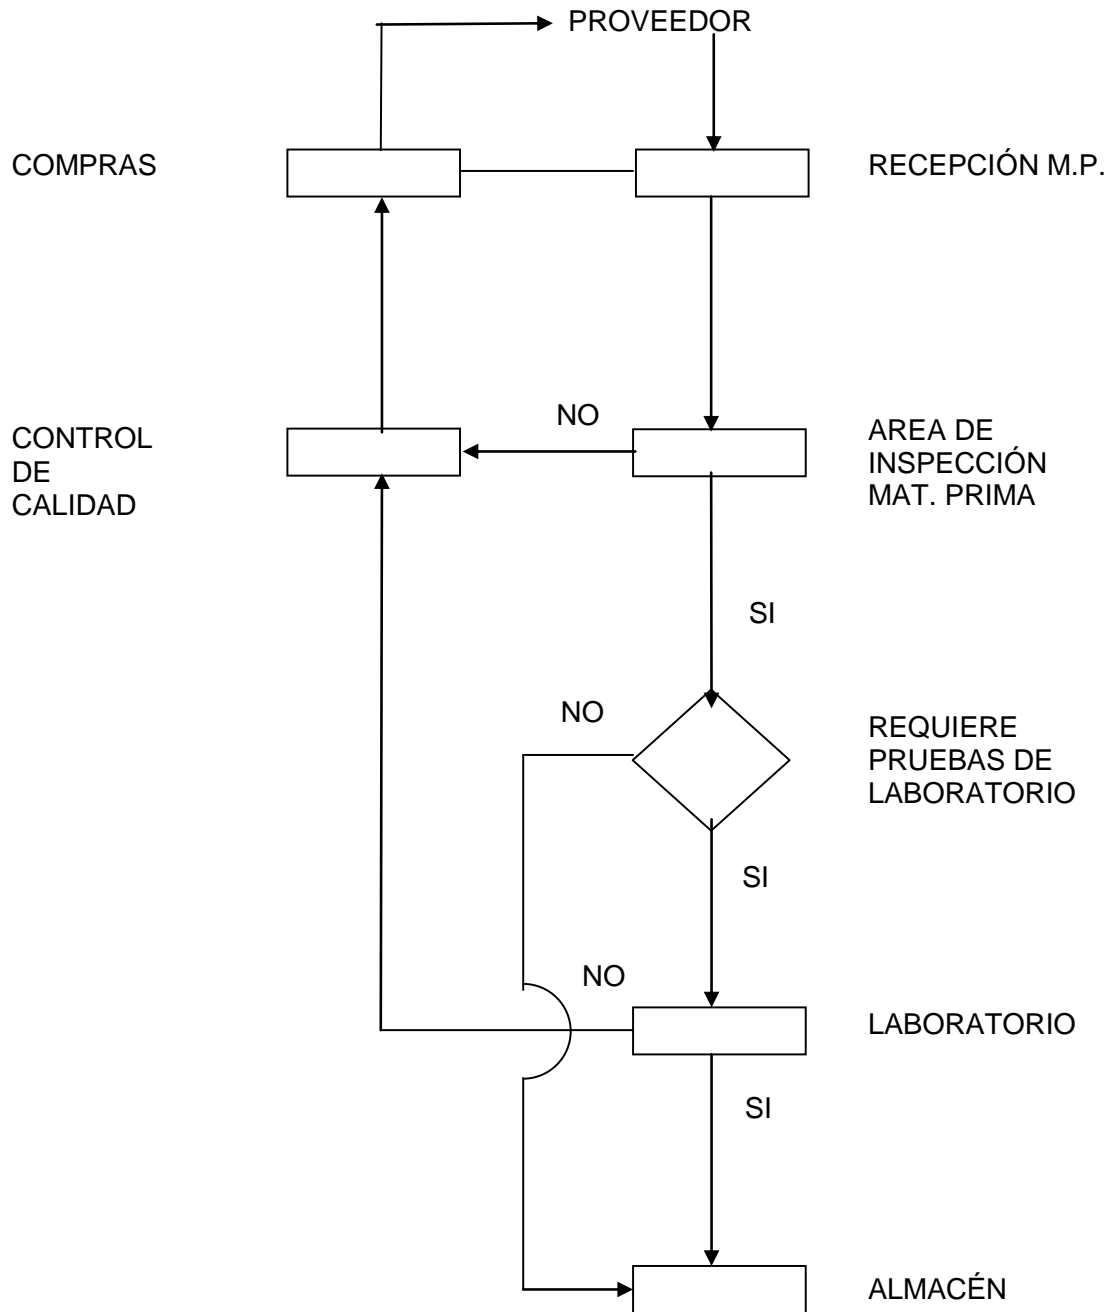 PROVEEDOR
COMPRAS
RECEPCIÓN M.P.
NO
CONTROL
DE
CALIDAD
AREA DE
INSPECCIÓN
MAT. PRIMA
SI
NO
REQUIERE
PRUEBAS DE
LABORATORIO
SI
NO
LABORATORIO
SI
ALMACÉN